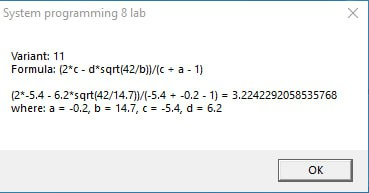 System programming 8 lab
Variant: 11
Formula: (2*c - d*sqrt(42/b))/(c + a - 1)
(2*-5.4 - 6.2*sqrt(42/14.7))/(-5.4 + -0.2 - 1) = 3.2242292058535768
where: a = -0.2, b = 14.7, c = -5.4, d = 6.2
OK